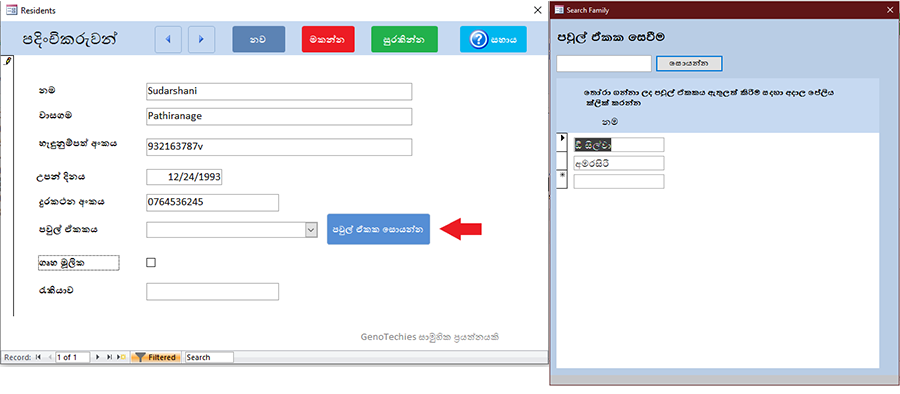 Residents
පදිංචිකරුවන්
නව
මකන්න
සුරකින්න
සහාය
නම
Sudarshani
වාසගම
Pathiranage
හැඳුනුම්පත් අංකය
932163787v
උපන් දිනය
12/24/1993
දුරකථන අංකය
0764536245
පවුල් ඒකකය
පවුල් ඒකක සොයන්න
ගෘහ මූලික
රැකියාව
GenoTechies සාමුහික ප්‍රයත්නයකි
Record:
1 of 1
Filtered
Search
Search Family
පවුල් ඒකක සෙවීම
සොයන්න
තෝරා ගන්නා ලද පවුල් ඒකකය ඇතුලත් කිරීම සදහා අදාල පේලිය
ක්ලික් කරන්න
නම
ඩී සිල්වා
අමරසිරි